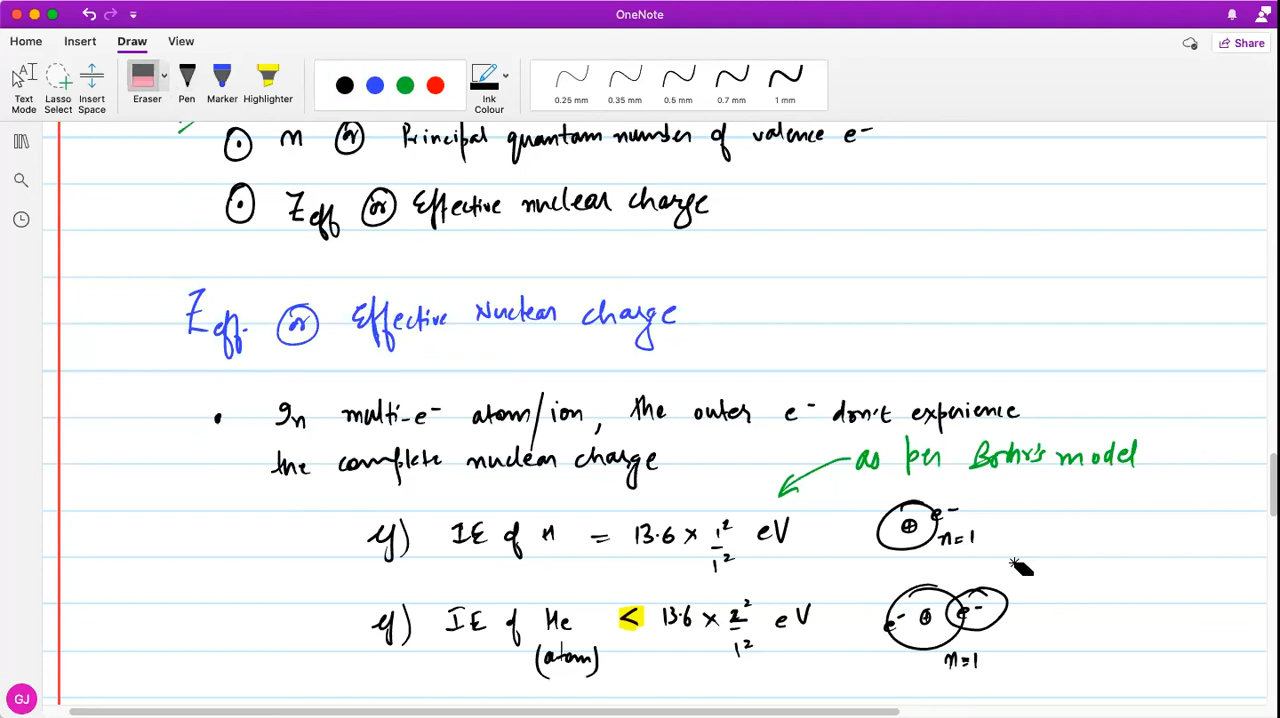 OneNote
Home Insert Draw View
Share
Text Mode
Lasso Select
Insert Space
Eraser
Pen
Marker
Highlighter
Ink Colour
0.25 mm
0.35 mm
0.5 mm
0.7 mm
1 mm
n or Principal quantam number of valence e⁻
Zeff or Effective nuclear charge
Zeff. or Effective Nuclear charge
• In multi-e⁻ atom/ion, the outer e⁻ don't experience
the complete nuclear charge
as per Bohr's model
eg) IE of H = 13.6 × 1²/1² eV
+ e⁻
n=1
eg) IE of He < 13.6 × 2²/1² eV
(atom)
e⁻ + e⁻
n=1
GJ